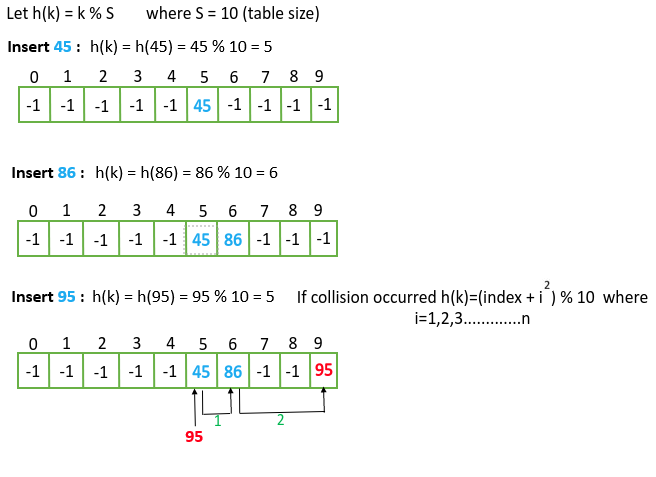 Let h(k) = k % S where S = 10 (table size)
Insert 45 : h(k) = h(45) = 45 % 10 = 5
0 1 2 3 4 5 6 7 8 9
-1 -1 -1 -1 -1 45 -1 -1 -1 -1
Insert 86 : h(k) = h(86) = 86 % 10 = 6
0 1 2 3 4 5 6 7 8 9
-1 -1 -1 -1 -1 45 86 -1 -1 -1
Insert 95 : h(k) = h(95) = 95 % 10 = 5 If collision occurred h(k)=(index + i²) % 10 where
i=1,2,3.............n
0 1 2 3 4 5 6 7 8 9
-1 -1 -1 -1 -1 45 86 -1 -1 95
1 2
95